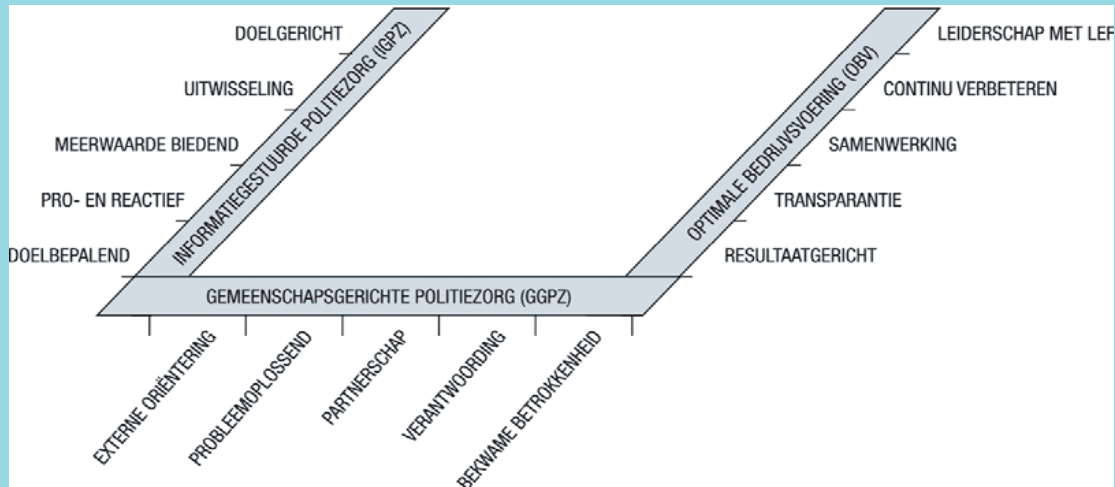 DOELGERICHT
UITWISSELING
MEERWAARDE BIEDEND
PRO- EN REACTIEF
DOELBEPALEND
INFORMATIEGESTUURDE POLITIEZORG (IGPZ)
GEMEENSCHAPSGERICHTE POLITIEZORG (GGPZ)
EXTERNE ORIËNTERING
PROBLEEMOPLOSSEND
PARTNERSCHAP
VERANTWOORDING
BEKWAME BETROKKENHEID
OPTIMALE BEDRIJVSVOERING (OBV)
LEIDERSCHAP MET LEF
CONTINU VERBETEREN
SAMENWERKING
TRANSPARANTIE
RESULTAATGERICHT